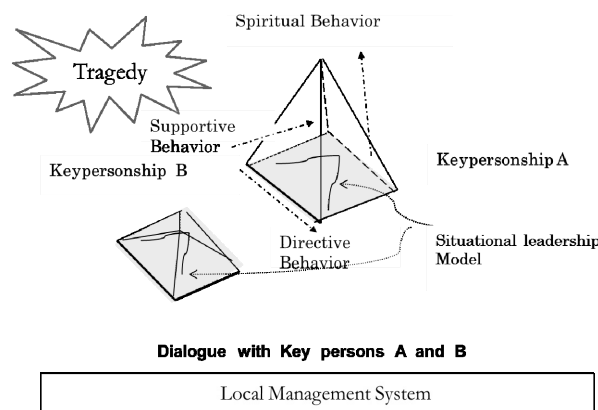 Spiritual Behavior
Tragedy
Supportive
Behavior
Keypersonship B
Keypersonship A
Directive
Behavior
Situational leadership
Model
Dialogue with Key persons A and B
Local Management System